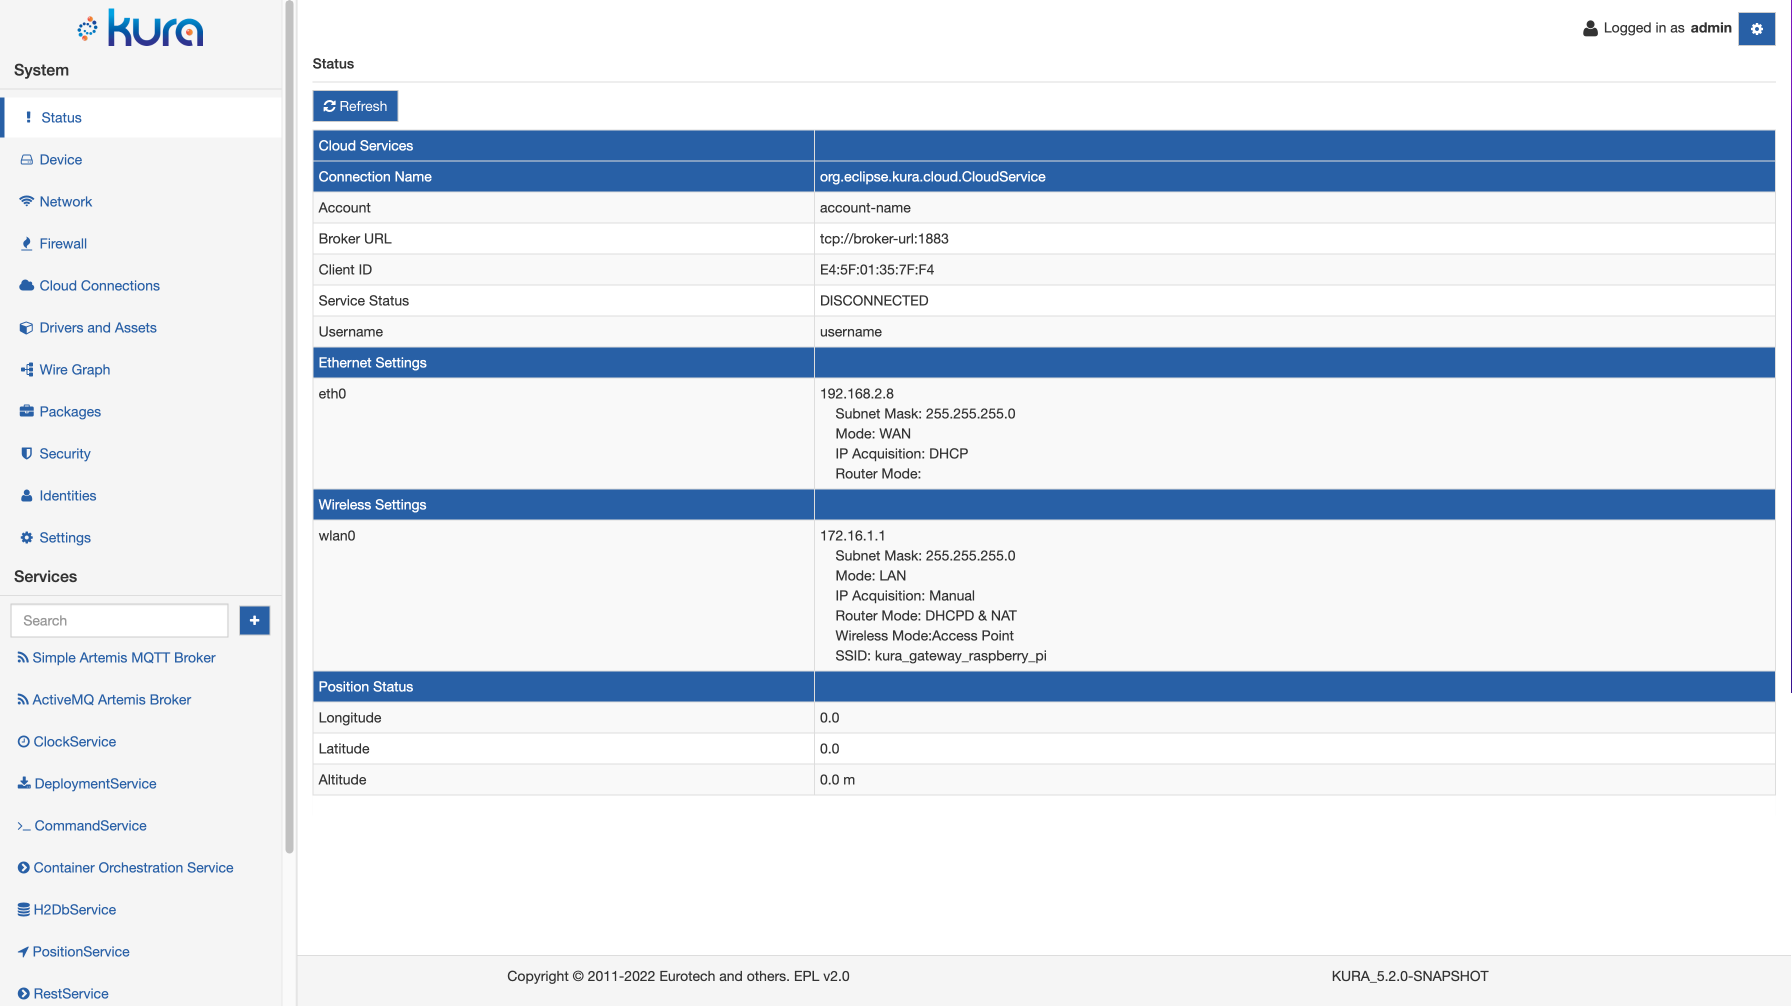 kura
System
Status
Device
Network
Firewall
Cloud Connections
Drivers and Assets
Wire Graph
Packages
Security
Identities
Settings
Services
Search
Simple Artemis MQTT Broker
ActiveMQ Artemis Broker
ClockService
DeploymentService
CommandService
Container Orchestration Service
H2DbService
PositionService
RestService
Logged in as admin
Status
Refresh
Cloud Services
Connection Name org.eclipse.kura.cloud.CloudService
Account account-name
Broker URL tcp://broker-url:1883
Client ID E4:5F:01:35:7F:F4
Service Status DISCONNECTED
Username username
Ethernet Settings
eth0 192.168.2.8
Subnet Mask: 255.255.255.0
Mode: WAN
IP Acquisition: DHCP
Router Mode:
Wireless Settings
wlan0 172.16.1.1
Subnet Mask: 255.255.255.0
Mode: LAN
IP Acquisition: Manual
Router Mode: DHCPD & NAT
Wireless Mode:Access Point
SSID: kura_gateway_raspberry_pi
Position Status
Longitude 0.0
Latitude 0.0
Altitude 0.0 m
Copyright © 2011-2022 Eurotech and others. EPL v2.0 KURA_5.2.0-SNAPSHOT